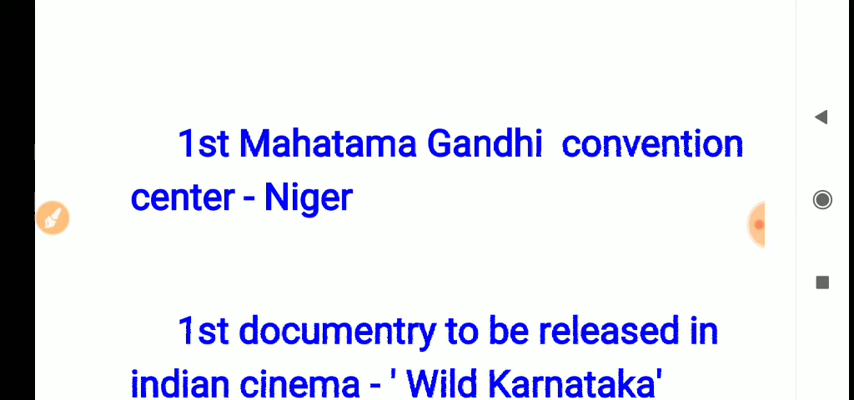 1st Mahatama Gandhi convention
center - Niger
1st documentry to be released in
indian cinema - ' Wild Karnataka'